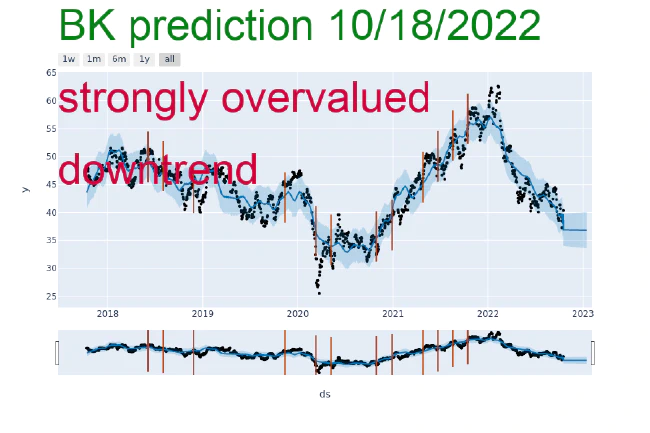 BK prediction 10/18/2022
1w 1m 6m 1y all
strongly overvalued
downtrend
65
60
55
50
45
40
35
30
25
y
2018 2019 2020 2021 2022 2023
ds